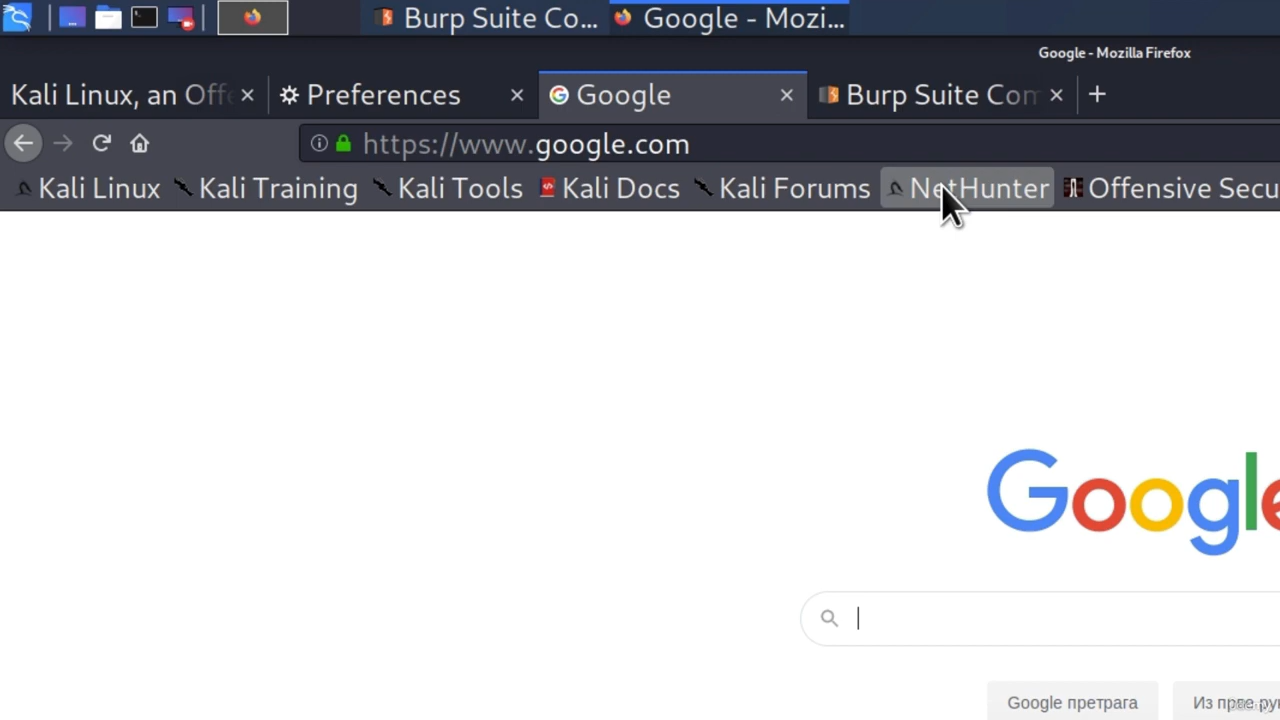 Burp Suite Co... Google - Mozi...
Google - Mozilla Firefox
Kali Linux, an Offe Preferences Google Burp Suite Com
https://www.google.com
Kali Linux Kali Training Kali Tools Kali Docs Kali Forums NetHunter Offensive Secu
Google
Google претрага Из прве ру